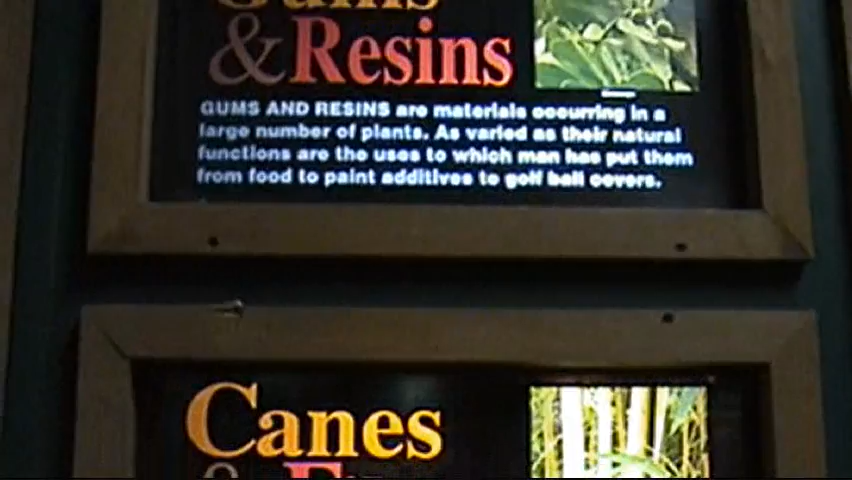 Gums
& Resins
GUMS AND RESINS are materials occurring in a
large number of plants. As varied as their natural
functions are the uses to which man has put them
from food to paint additives to golf ball covers.
Canes
&